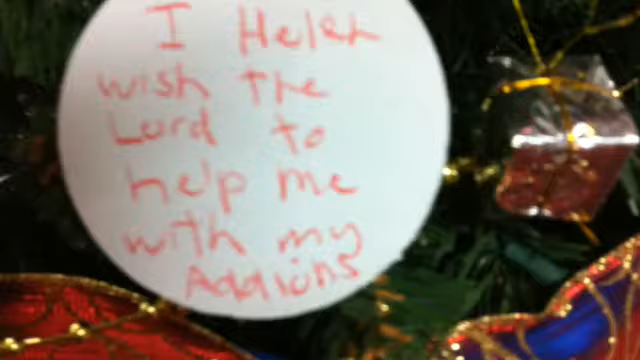 I Helen
wish the
Lord to
help me
with my
Addions